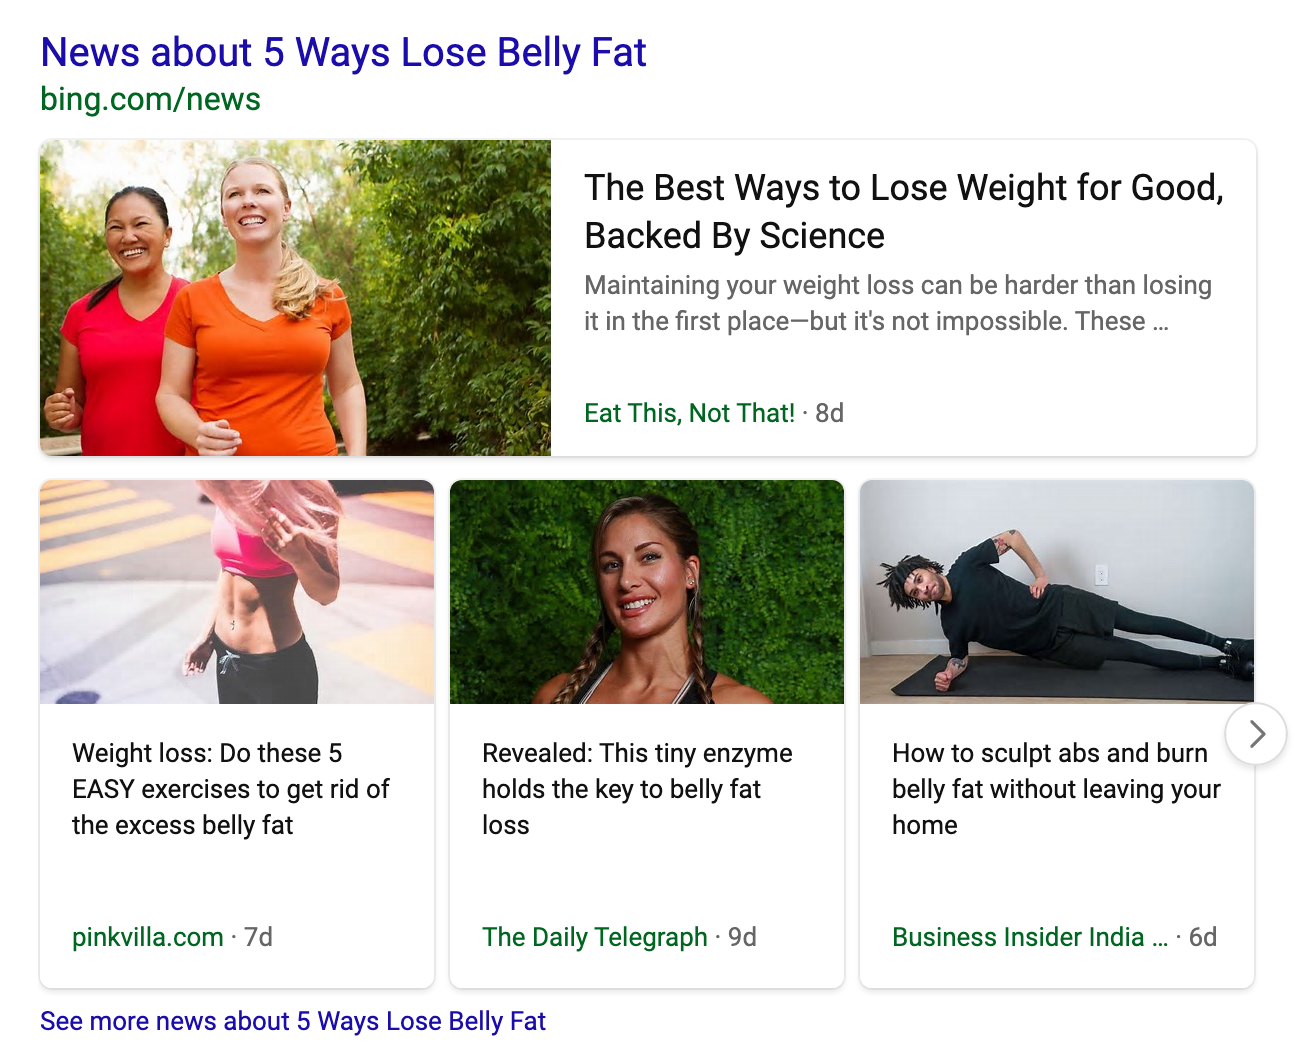 News about 5 Ways Lose Belly Fat
bing.com/news
The Best Ways to Lose Weight for Good,
Backed By Science
Maintaining your weight loss can be harder than losing
it in the first place—but it's not impossible. These ...
Eat This, Not That! · 8d
Weight loss: Do these 5
EASY exercises to get rid of
the excess belly fat
pinkvilla.com · 7d
Revealed: This tiny enzyme
holds the key to belly fat
loss
The Daily Telegraph · 9d
How to sculpt abs and burn
belly fat without leaving your
home
Business Insider India ... · 6d
See more news about 5 Ways Lose Belly Fat